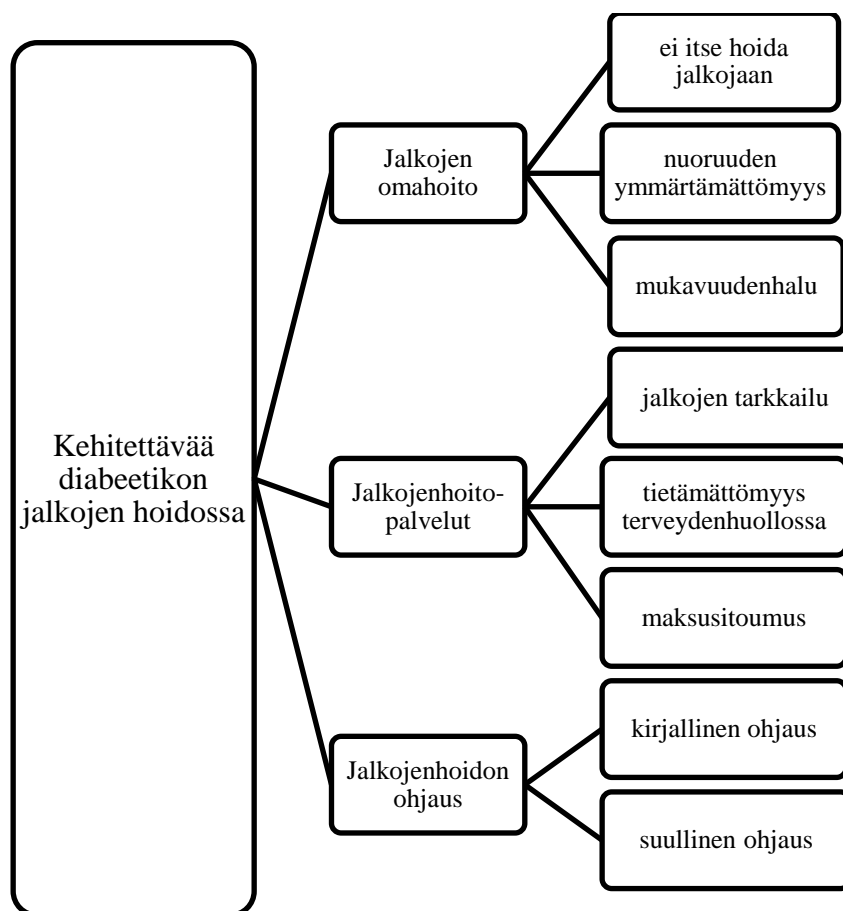 Kehitettävää
diabeetikon
jalkojen hoidossa
Jalkojen
omahoito
ei itse hoida
jalkojaan
nuoruuden
ymmärtämättömyys
mukavuudenhalu
Jalkojenhoito-
palvelut
jalkojen tarkkailu
tietämättömyys
terveydenhuollossa
maksusitoumus
Jalkojenhoidon
ohjaus
kirjallinen ohjaus
suullinen ohjaus